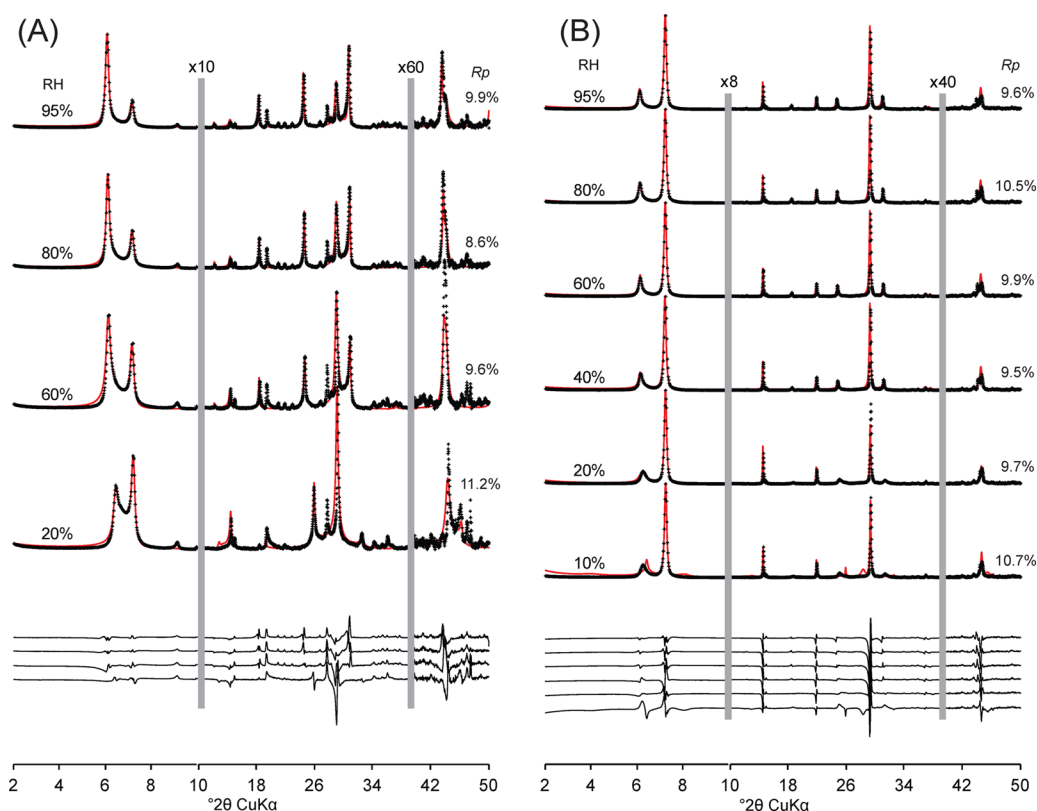 (A)
RH
x10
x60
Rp
95%
9.9%
80%
8.6%
60%
9.6%
20%
11.2%
2 4 6 8 10 18 26 34 42 50
°2θ CuKα
(B)
RH
x8
x40
Rp
95%
9.6%
80%
10.5%
60%
9.9%
40%
9.5%
20%
9.7%
10%
10.7%
2 4 6 8 10 18 26 34 42 50
°2θ CuKα